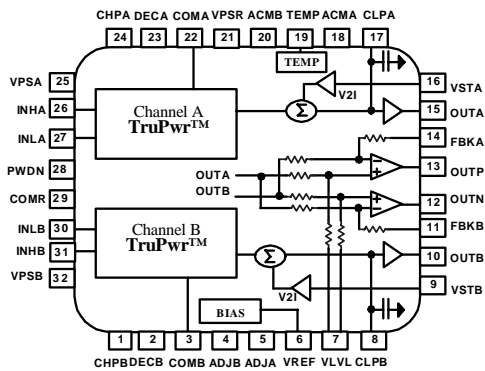 CHPA DECA COMA VPSR ACMB TEMP ACMA CLPA
24 23 22 21 20 19 18 17
TEMP
VPSA 25
INHA 26
INLA 27
PWDN 28
COMR 29
INLB 30
INHB 31
VPSB 32
Channel A
TruPwr™
Channel B
TruPwr™
Σ
V2I
OUTA
OUTB
−
+
+
−
Σ
V2I
BIAS
16 VSTA
15 OUTA
14 FBKA
13 OUTP
12 OUTN
11 FBKB
10 OUTB
9 VSTB
1 2 3 4 5 6 7 8
CHPB DECB COMB ADJB ADJA VREF VLVL CLPB